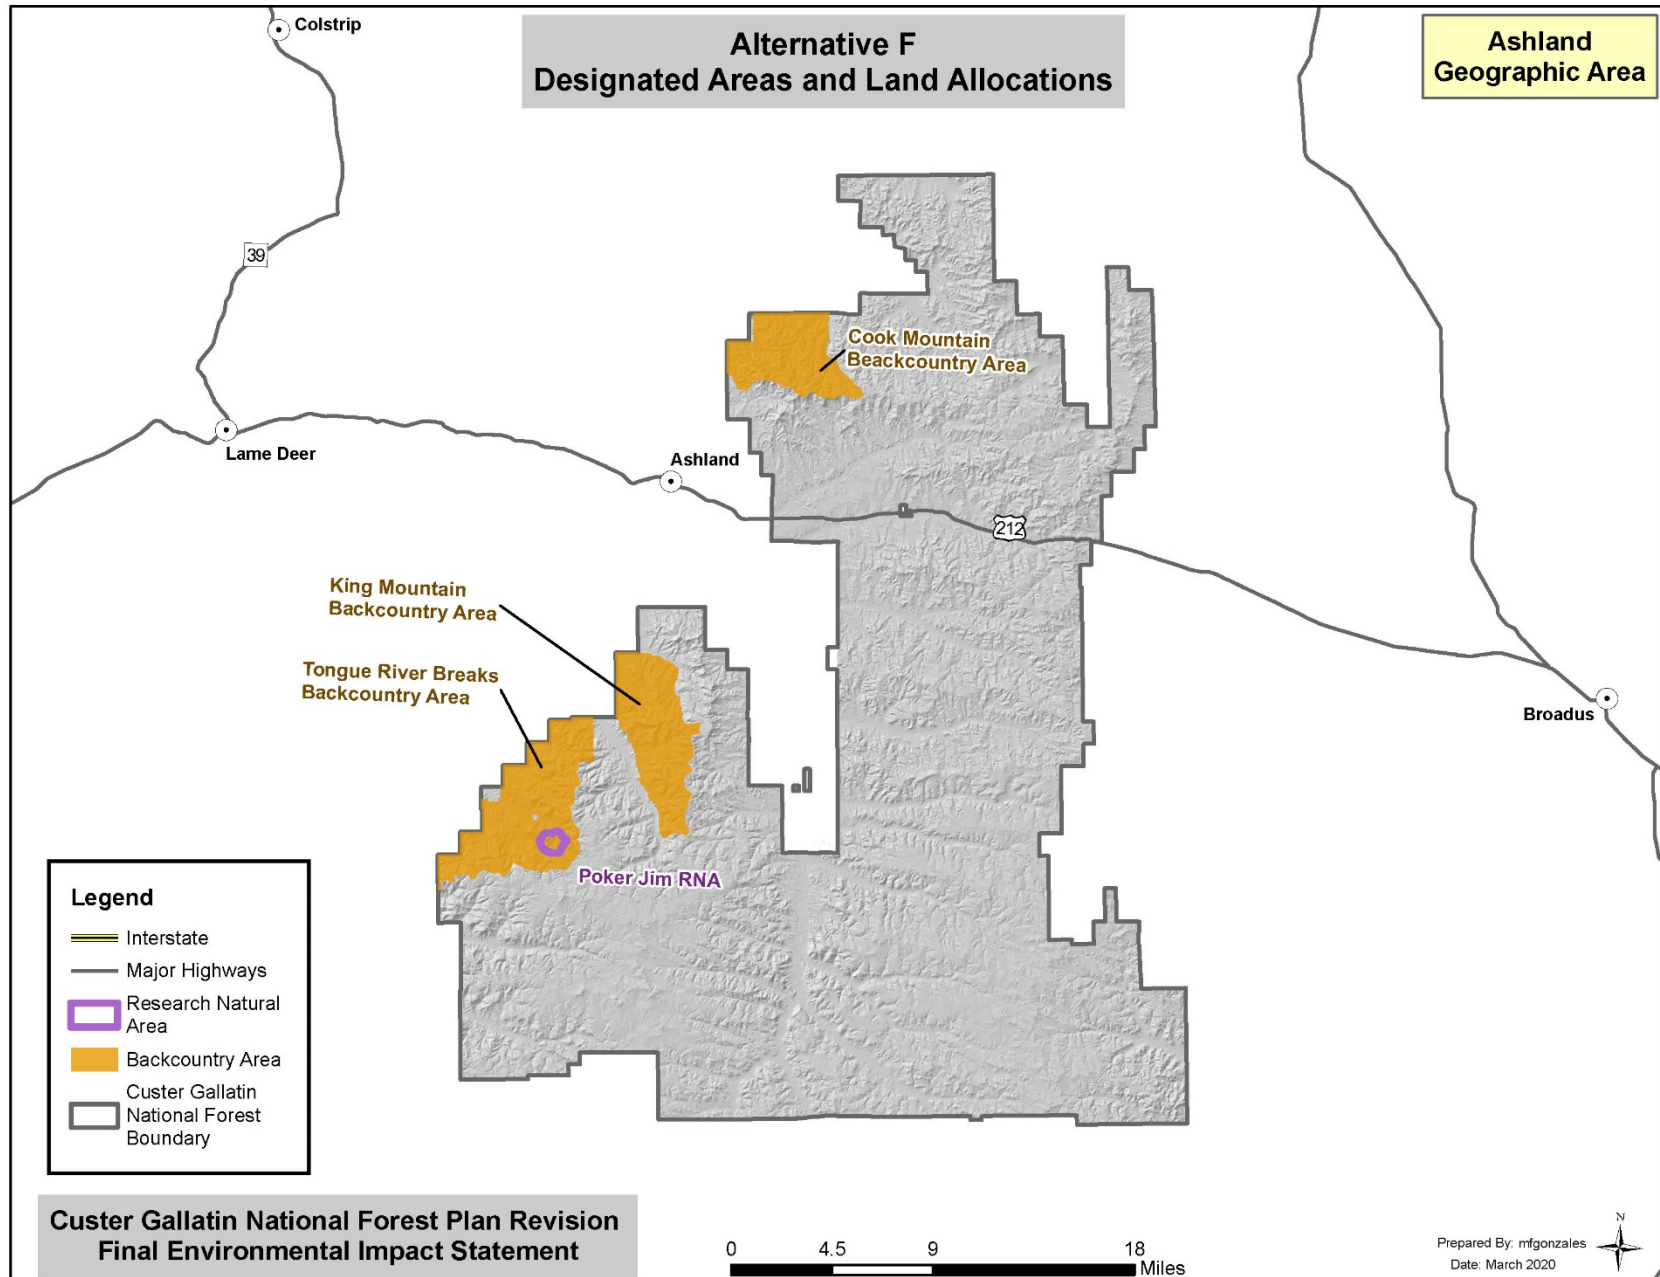 Colstrip
Alternative F
Designated Areas and Land Allocations
Ashland
Geographic Area
39
Cook Mountain
Beackcountry Area
Lame Deer
Ashland
212
King Mountain
Backcountry Area
Tongue River Breaks
Backcountry Area
Broadus
Poker Jim RNA
Legend
Interstate
Major Highways
Research Natural
Area
Backcountry Area
Custer Gallatin
National Forest
Boundary
Custer Gallatin National Forest Plan Revision
Final Environmental Impact Statement
0 4.5 9 18
Miles
N
Prepared By: mfgonzales
Date: March 2020